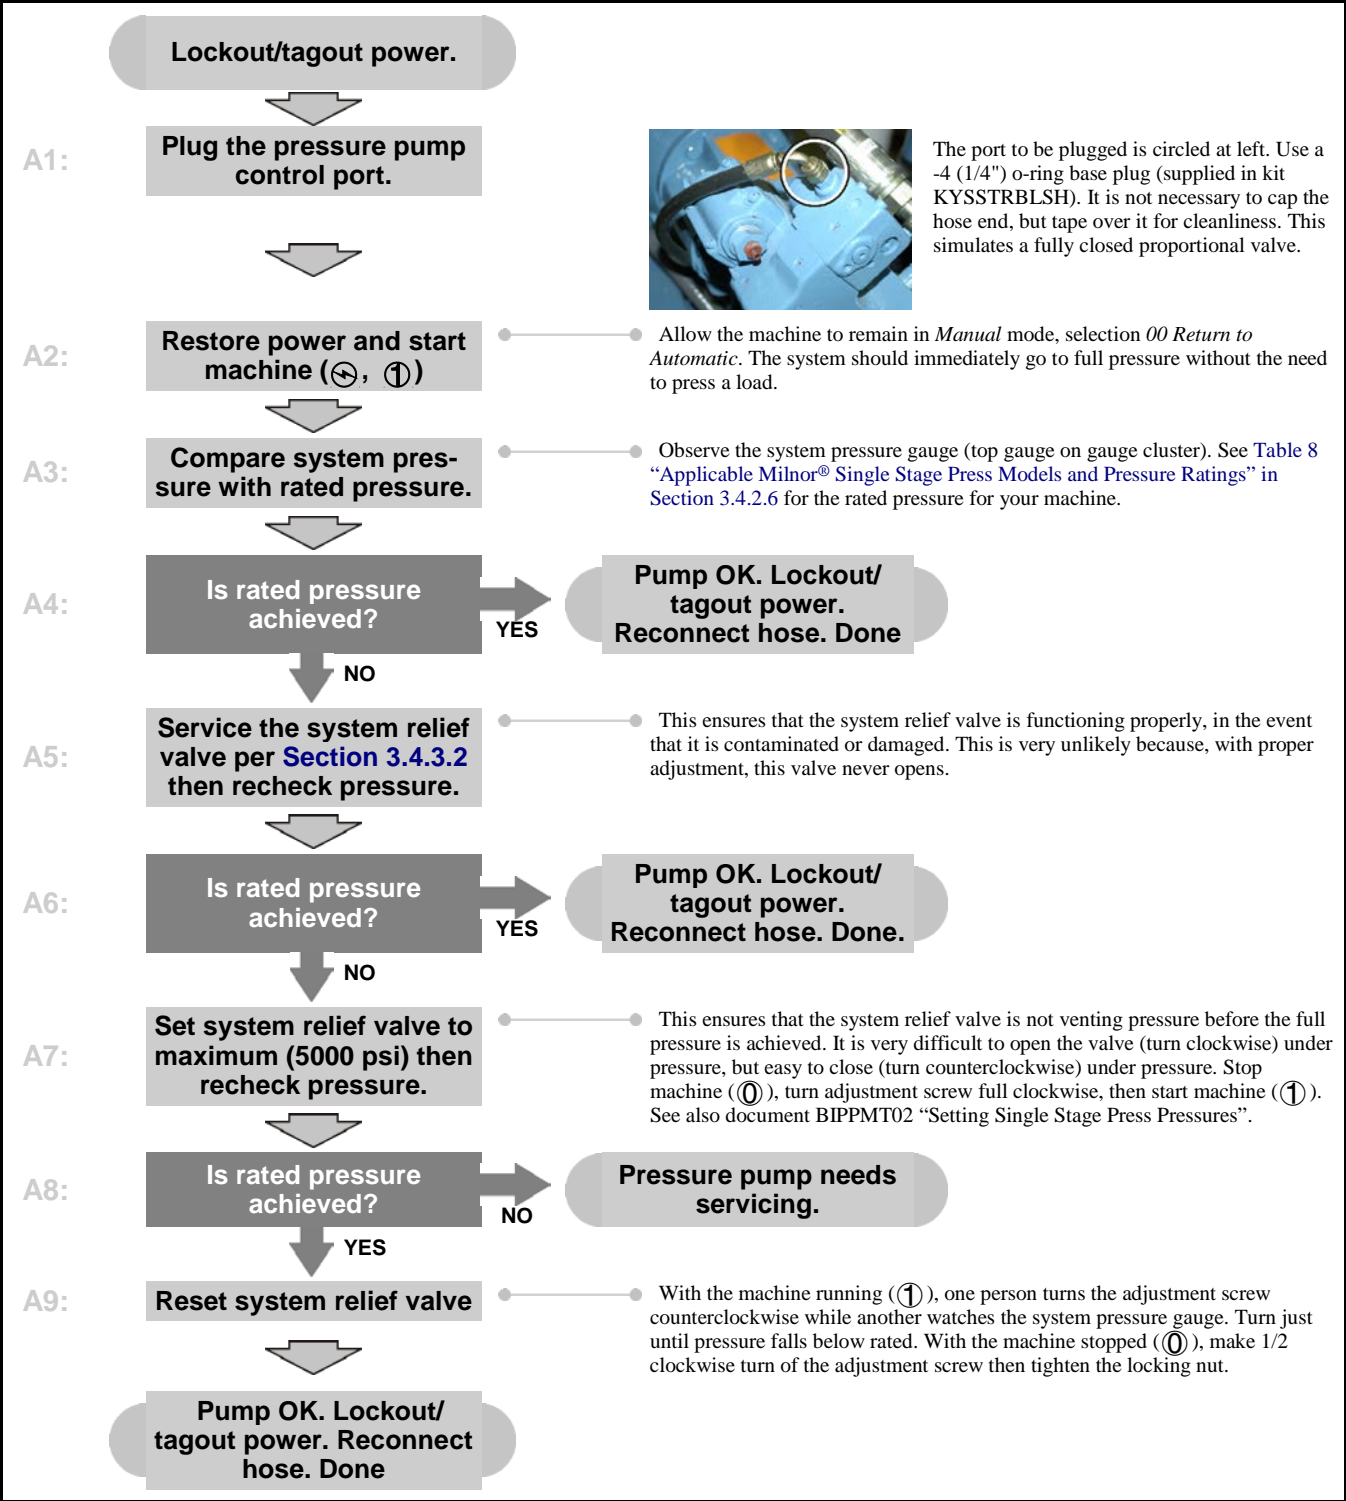 Lockout/tagout power.
A1:
Plug the pressure pump
control port.
The port to be plugged is circled at left. Use a
-4 (1/4") o-ring base plug (supplied in kit
KYSSTRBLSH). It is not necessary to cap the
hose end, but tape over it for cleanliness. This
simulates a fully closed proportional valve.
A2:
Restore power and start
machine ( , ① )
Allow the machine to remain in Manual mode, selection 00 Return to
Automatic. The system should immediately go to full pressure without the need
to press a load.
A3:
Compare system pres-
sure with rated pressure.
Observe the system pressure gauge (top gauge on gauge cluster). See Table 8
“Applicable Milnor® Single Stage Press Models and Pressure Ratings” in
Section 3.4.2.6 for the rated pressure for your machine.
A4:
Is rated pressure
achieved?
YES
Pump OK. Lockout/
tagout power.
Reconnect hose. Done
NO
A5:
Service the system relief
valve per Section 3.4.3.2
then recheck pressure.
This ensures that the system relief valve is functioning properly, in the event
that it is contaminated or damaged. This is very unlikely because, with proper
adjustment, this valve never opens.
A6:
Is rated pressure
achieved?
YES
Pump OK. Lockout/
tagout power.
Reconnect hose. Done.
NO
A7:
Set system relief valve to
maximum (5000 psi) then
recheck pressure.
This ensures that the system relief valve is not venting pressure before the full
pressure is achieved. It is very difficult to open the valve (turn clockwise) under
pressure, but easy to close (turn counterclockwise) under pressure. Stop
machine (⓪), turn adjustment screw full clockwise, then start machine (①).
See also document BIPPMT02 “Setting Single Stage Press Pressures”.
A8:
Is rated pressure
achieved?
NO
Pressure pump needs
servicing.
YES
A9:
Reset system relief valve
With the machine running (①), one person turns the adjustment screw
counterclockwise while another watches the system pressure gauge. Turn just
until pressure falls below rated. With the machine stopped (⓪), make 1/2
clockwise turn of the adjustment screw then tighten the locking nut.
Pump OK. Lockout/
tagout power. Reconnect
hose. Done